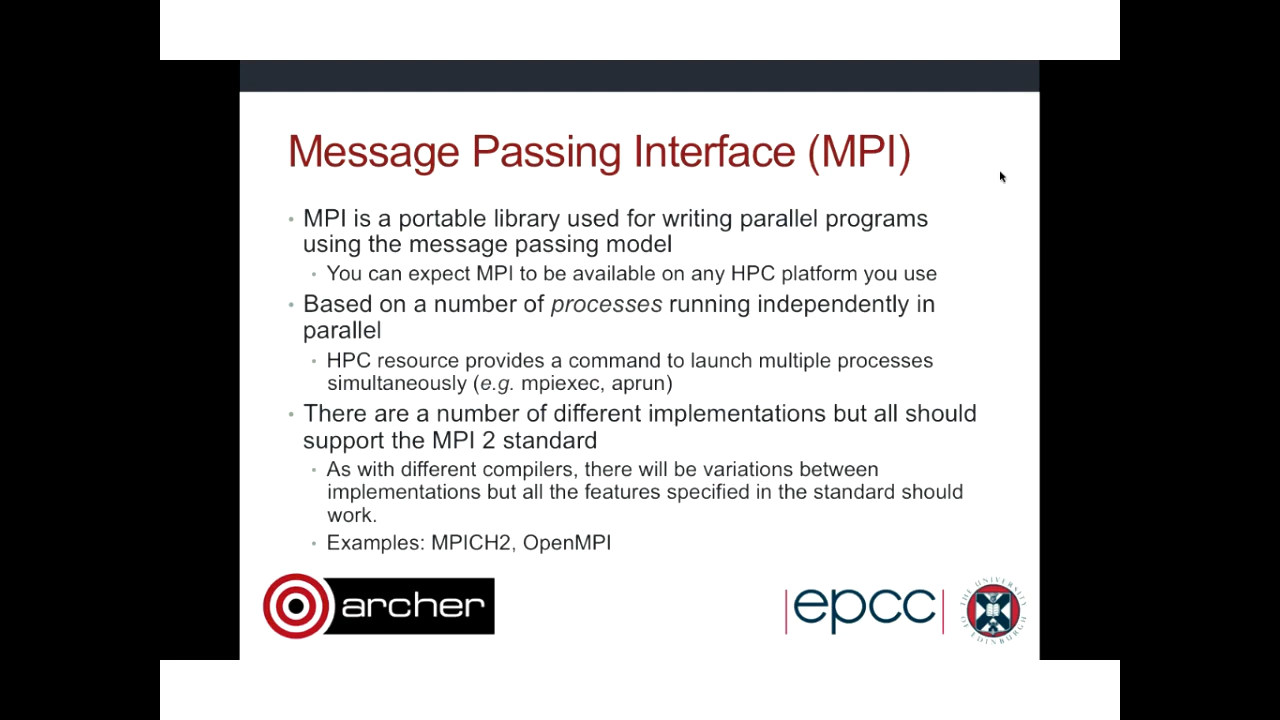 Message Passing Interface (MPI)
• MPI is a portable library used for writing parallel programs
using the message passing model
• You can expect MPI to be available on any HPC platform you use
• Based on a number of processes running independently in
parallel
• HPC resource provides a command to launch multiple processes
simultaneously (e.g. mpiexec, aprun)
• There are a number of different implementations but all should
support the MPI 2 standard
• As with different compilers, there will be variations between
implementations but all the features specified in the standard should
work.
• Examples: MPICH2, OpenMPI
archer
epcc
THE UNIVERSITY
OF EDINBURGH